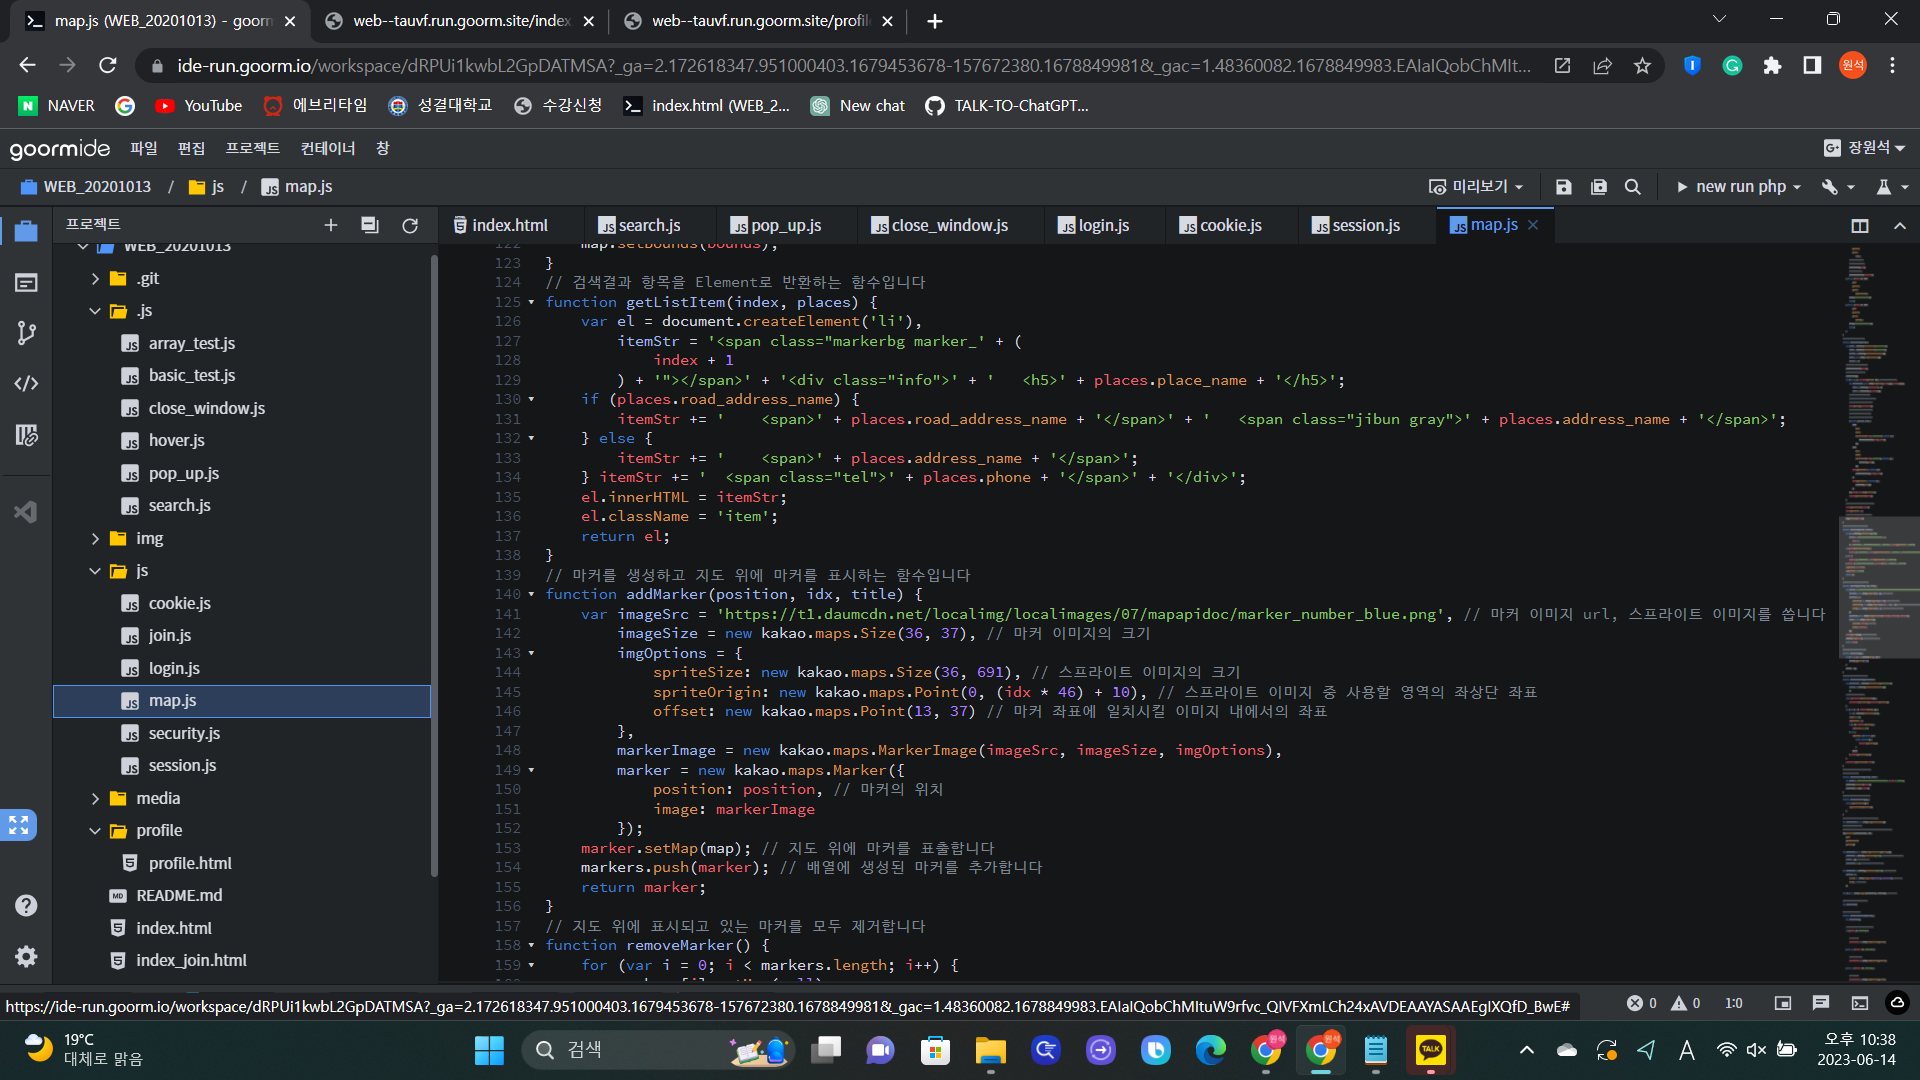 map.js (WEB_20201013) - goorm
web--tauvf.run.goorm.site/index
web--tauvf.run.goorm.site/profil
ide-run.goorm.io/workspace/dRPUi1kwbL2GpDATMSA?_ga=2.172618347.951000403.1679453678-157672380.1678849981&_gac=1.48360082.1678849983.EAIaIQobChMIt...
원석
NAVER
YouTube
에브리타임
성결대학교
수강신청
index.html (WEB_2...
New chat
TALK-TO-ChatGPT...
goormide 파일 편집 프로젝트 컨테이너 창
장원석
WEB_20201013 / js / map.js
미리보기
new run php
프로젝트
index.html
search.js
pop_up.js
close_window.js
login.js
cookie.js
session.js
map.js
WEB_20201013
.git
.js
array_test.js
basic_test.js
close_window.js
hover.js
pop_up.js
search.js
img
js
cookie.js
join.js
login.js
map.js
security.js
session.js
media
profile
profile.html
README.md
index.html
index_join.html
122 map.setBounds(bounds);
123 }
124 // 검색결과 항목을 Element로 반환하는 함수입니다
125 function getListItem(index, places) {
126 var el = document.createElement('li'),
127 itemStr = '<span class="markerbg marker_' + (
128 index + 1
129 ) + '"></span>' + '<div class="info">' + '   <h5>' + places.place_name + '</h5>';
130 if (places.road_address_name) {
131 itemStr += '    <span>' + places.road_address_name + '</span>' + '   <span class="jibun gray">' + places.address_name + '</span>';
132 } else {
133 itemStr += '    <span>' + places.address_name + '</span>';
134 } itemStr += '  <span class="tel">' + places.phone + '</span>' + '</div>';
135 el.innerHTML = itemStr;
136 el.className = 'item';
137 return el;
138 }
139 // 마커를 생성하고 지도 위에 마커를 표시하는 함수입니다
140 function addMarker(position, idx, title) {
141 var imageSrc = 'https://t1.daumcdn.net/localimg/localimages/07/mapapidoc/marker_number_blue.png', // 마커 이미지 url, 스프라이트 이미지를 씁니다
142 imageSize = new kakao.maps.Size(36, 37), // 마커 이미지의 크기
143 imgOptions = {
144 spriteSize: new kakao.maps.Size(36, 691), // 스프라이트 이미지의 크기
145 spriteOrigin: new kakao.maps.Point(0, (idx * 46) + 10), // 스프라이트 이미지 중 사용할 영역의 좌상단 좌표
146 offset: new kakao.maps.Point(13, 37) // 마커 좌표에 일치시킬 이미지 내에서의 좌표
147 },
148 markerImage = new kakao.maps.MarkerImage(imageSrc, imageSize, imgOptions),
149 marker = new kakao.maps.Marker({
150 position: position, // 마커의 위치
151 image: markerImage
152 });
153 marker.setMap(map); // 지도 위에 마커를 표출합니다
154 markers.push(marker); // 배열에 생성된 마커를 추가합니다
155 return marker;
156 }
157 // 지도 위에 표시되고 있는 마커를 모두 제거합니다
158 function removeMarker() {
159 for (var i = 0; i < markers.length; i++) {
https://ide-run.goorm.io/workspace/dRPUi1kwbL2GpDATMSA?_ga=2.172618347.951000403.1679453678-157672380.1678849981&_gac=1.48360082.1678849983.EAIaIQobChMItuW9rfvc_QIVFXmLCh24xAVDEAAYASAAEgIXQfD_BwE#
0 0 1:0
19°C
대체로 맑음
검색
TALK
A
오후 10:38
2023-06-14